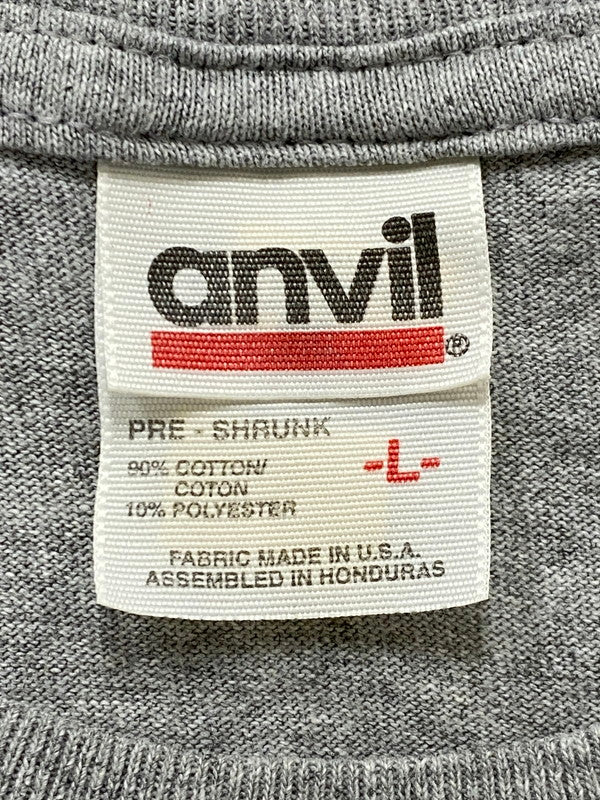 anvil®
PRE - SHRUNK
90% COTTON/
COTON
10% POLYESTER
-L-
FABRIC MADE IN U.S.A.
ASSEMBLED IN HONDURAS